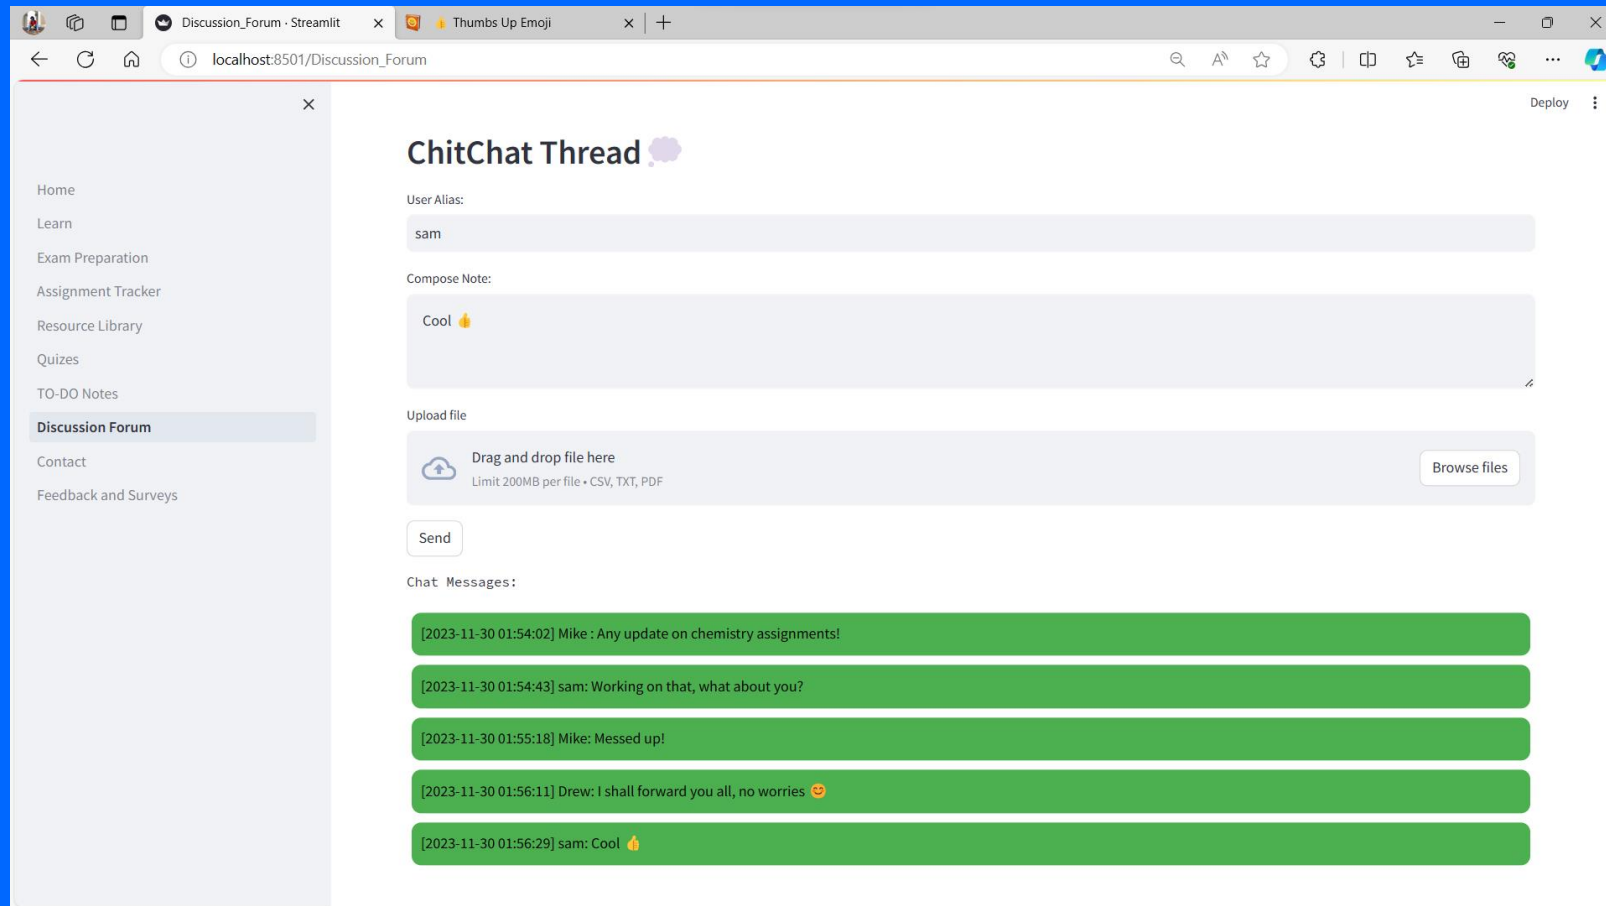 Discussion_Forum · Streamlit
👍 Thumbs Up Emoji
localhost:8501/Discussion_Forum
Deploy
Home
Learn
Exam Preparation
Assignment Tracker
Resource Library
Quizes
TO-DO Notes
Discussion Forum
Contact
Feedback and Surveys
ChitChat Thread 💭
User Alias:
sam
Compose Note:
Cool 👍
Upload file
Drag and drop file here
Limit 200MB per file • CSV, TXT, PDF
Browse files
Send
Chat Messages:
[2023-11-30 01:54:02] Mike : Any update on chemistry assignments!
[2023-11-30 01:54:43] sam: Working on that, what about you?
[2023-11-30 01:55:18] Mike: Messed up!
[2023-11-30 01:56:11] Drew: I shall forward you all, no worries 😊
[2023-11-30 01:56:29] sam: Cool 👍